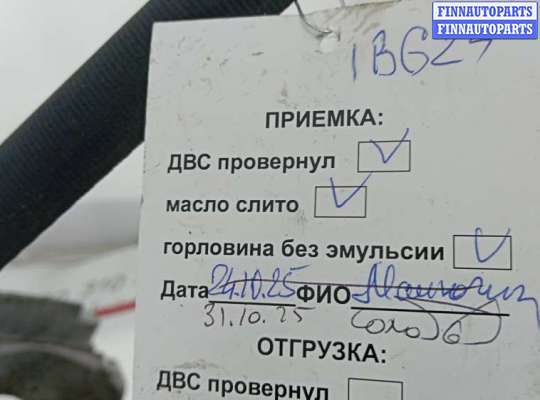 FINNAUTOPARTS
FINNAUTOPARTS
1BG24
ПРИЕМКА:
ДВС провернул
масло слито
горловина без эмульсии
Дата 24.10.25 ФИО
31.10.25
ОТГРУЗКА:
ДВС провернул